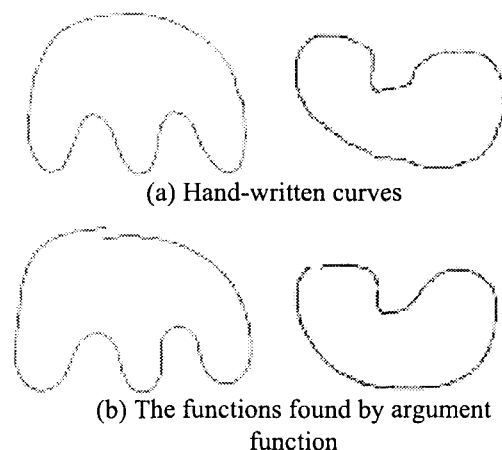 (a) Hand-written curves
(b) The functions found by argument
function